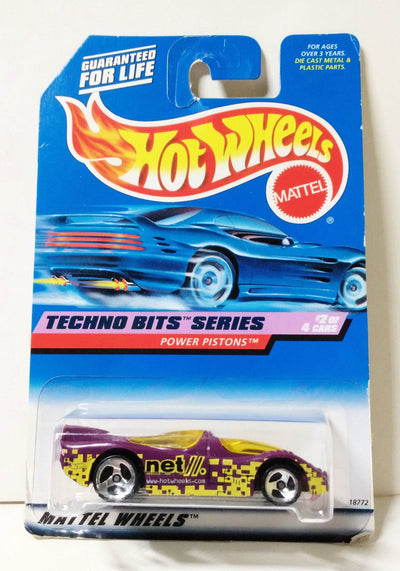 GUARANTEED
FOR LIFE
FOR AGES
OVER 3 YEARS.
DIE CAST METAL &
PLASTIC PARTS.
Hot Wheels
MATTEL
TECHNO BITS™ SERIES
#2 OF
4 CARS
POWER PISTONS™
net
www.hotwheels.com
18772
MATTEL WHEELS™